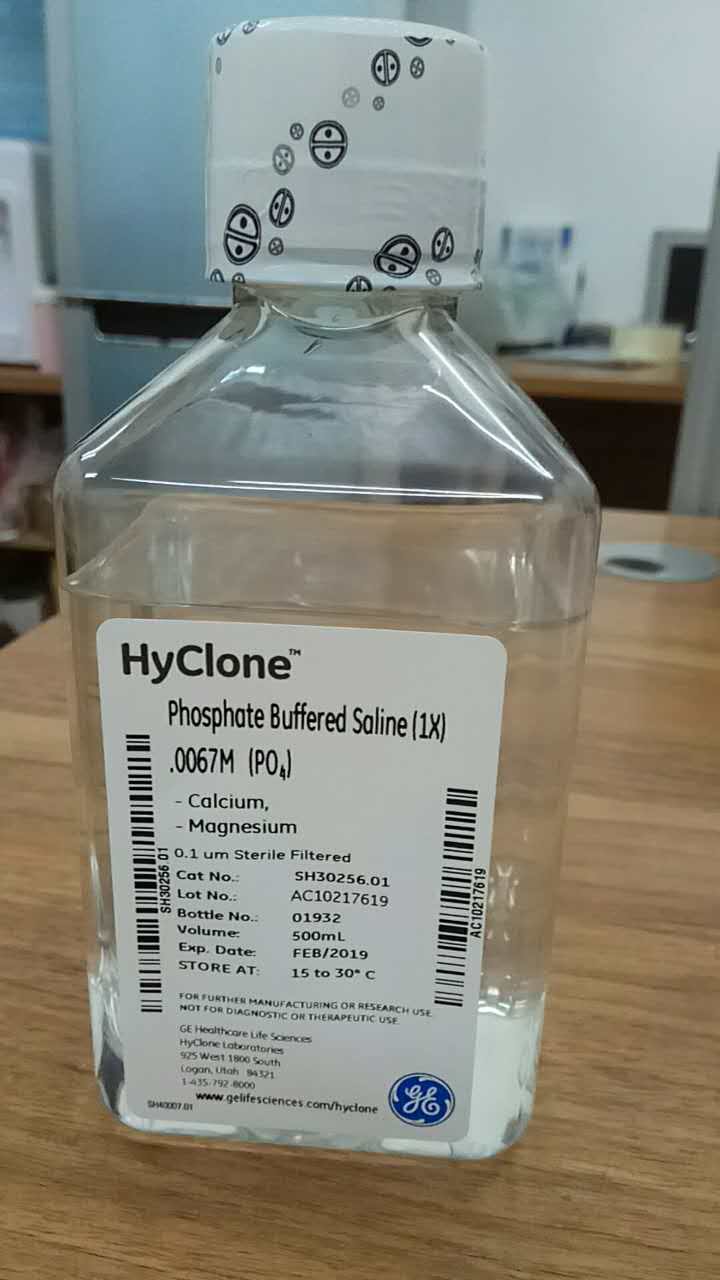 HyClone™
Phosphate Buffered Saline (1X)
.0067M (PO₄)
- Calcium,
- Magnesium
0.1 um Sterile Filtered
Cat No.: SH30256.01
Lot No.: AC10217619
Bottle No.: 01932
Volume: 500mL
Exp. Date: FEB/2019
STORE AT: 15 to 30° C
SH30256.01
AC10217619
FOR FURTHER MANUFACTURING OR RESEARCH USE.
NOT FOR DIAGNOSTIC OR THERAPEUTIC USE.
GE Healthcare Life Sciences
HyClone Laboratories
925 West 1800 South
Logan, Utah 84321
1-435-792-8000
www.gelifesciences.com/hyclone
SH40007.01
GE